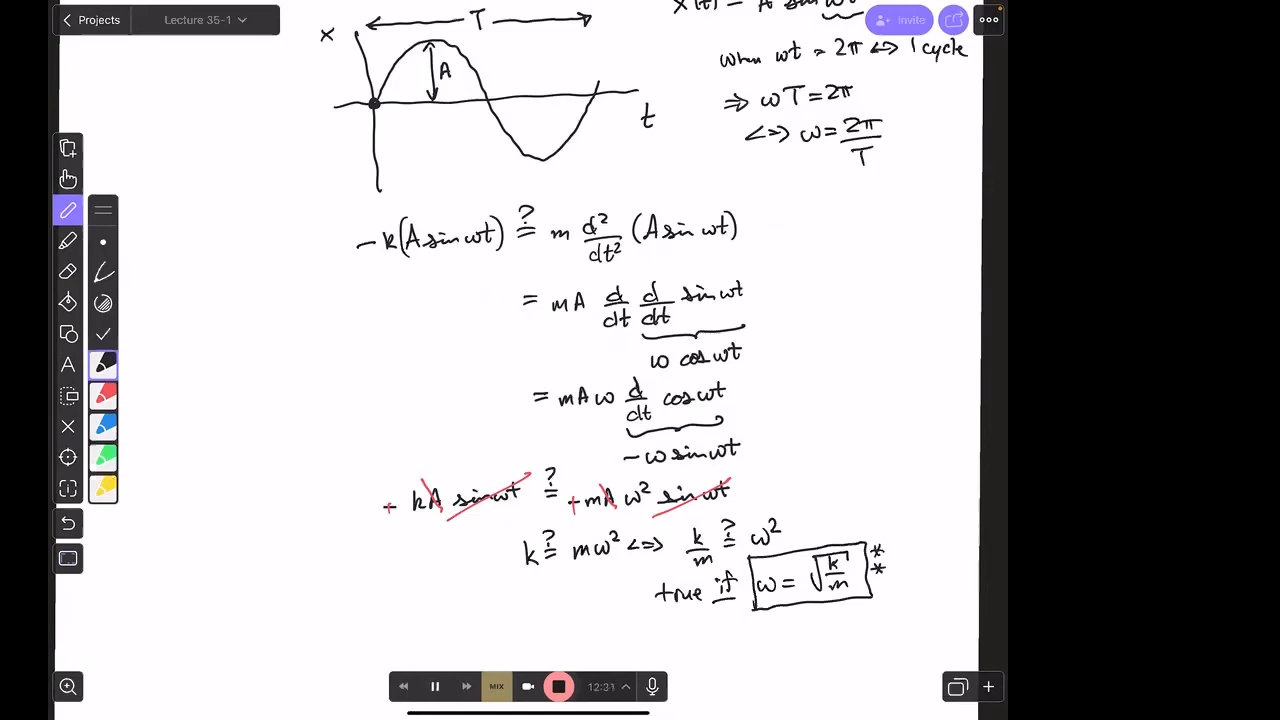 Projects
Lecture 35-1
Invite
x(t) = A sin ωt
when ωt = 2π <=> 1 cycle
=> ωT = 2π
<=> ω = 2π/T
T
x
A
t
-k(A sin ωt) ?= m d²/dt² (A sin ωt)
= mA d/dt d/dt sin ωt
ω cos ωt
= mAω d/dt cos ωt
-ω sin ωt
- kA sin ωt ?= - mA ω² sin ωt
k ?= mω² <=> k/m ?= ω²
true if ω = √(k/m) **
A
MIX
12:31